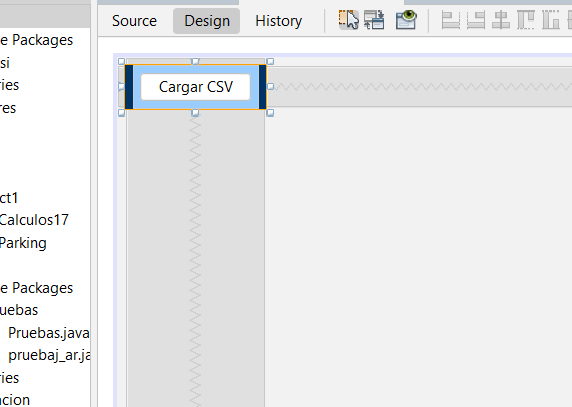 Source Design History
e Packages
si
ries
res
ct1
Calculos17
Parking
e Packages
uebas
Pruebas.java
pruebaj_ar.ja
ries
acion
Cargar CSV